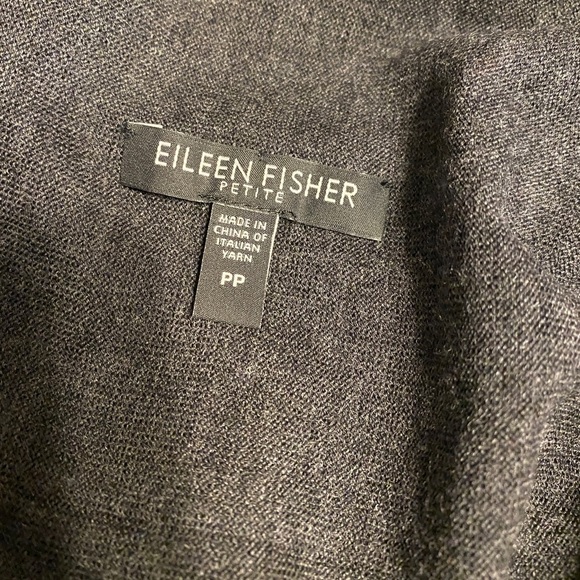 EILEEN FISHER
PETITE
MADE IN
CHINA OF
ITALIAN
YARN
PP